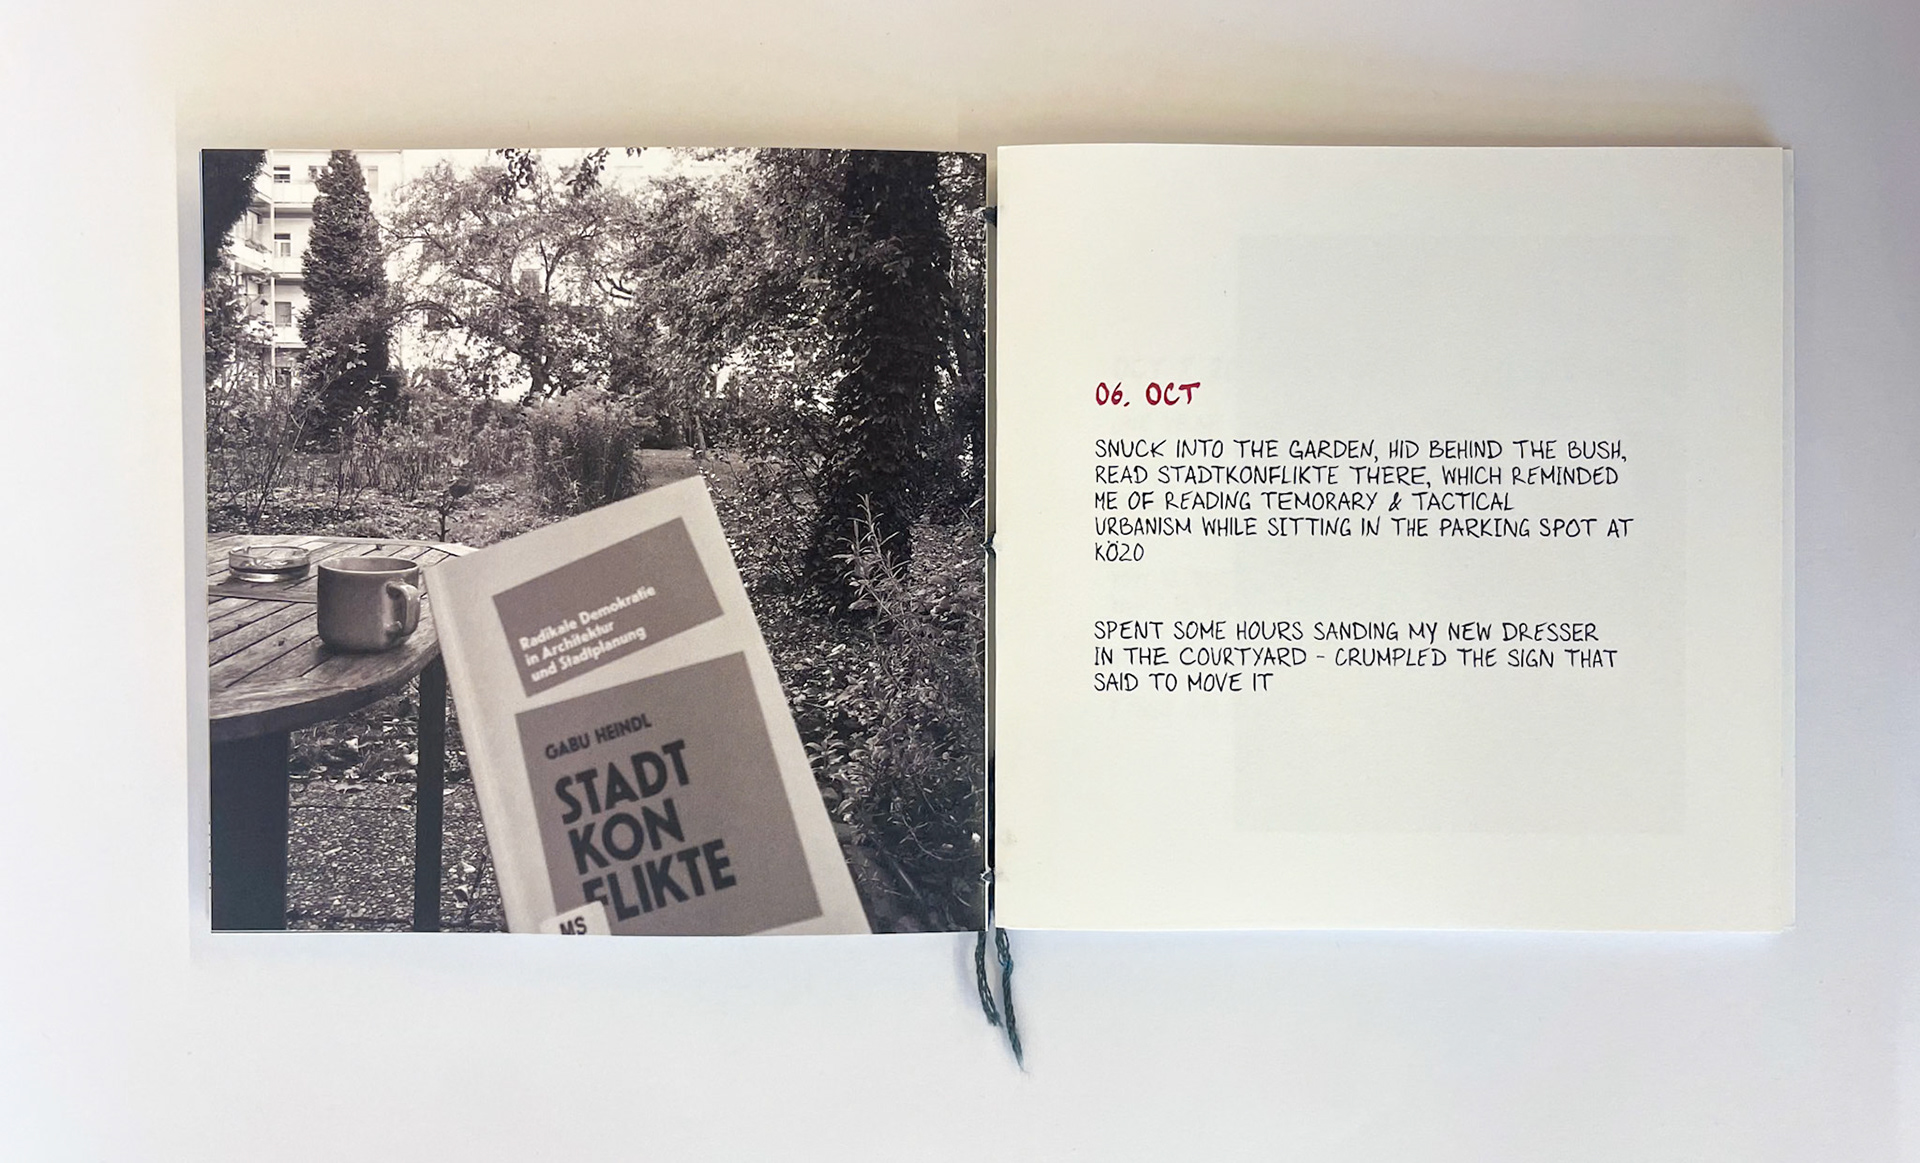 Radikale Demokratie
in Architektur
und Stadtplanung
GABU HEINDL
STADT
KON
FLIKTE
MS
06. OCT
SNUCK INTO THE GARDEN, HID BEHIND THE BUSH,
READ STADTKONFLIKTE THERE, WHICH REMINDED
ME OF READING TEMORARY & TACTICAL
URBANISM WHILE SITTING IN THE PARKING SPOT AT
KÖ20
SPENT SOME HOURS SANDING MY NEW DRESSER
IN THE COURTYARD - CRUMPLED THE SIGN THAT
SAID TO MOVE IT